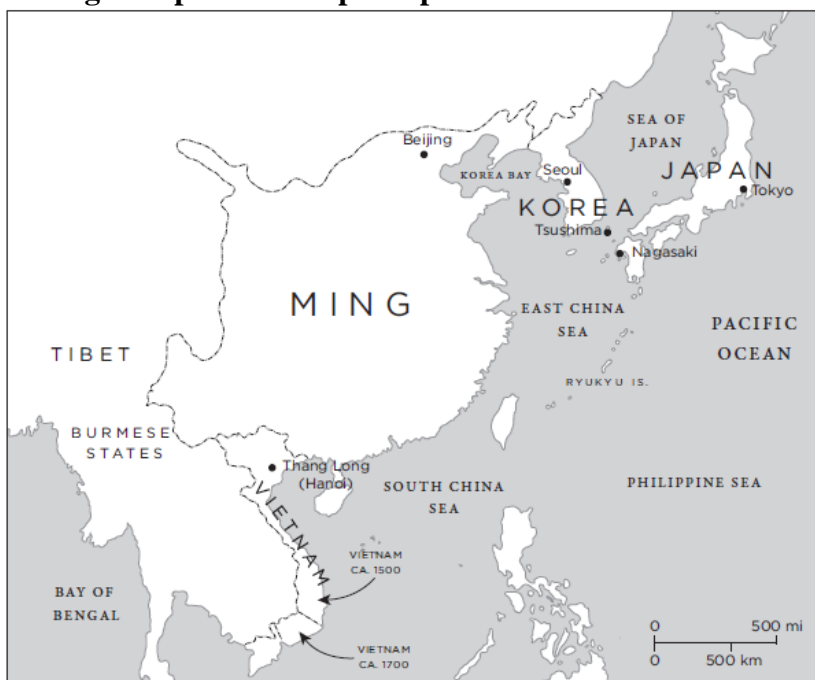 Beijing
SEA OF
JAPAN
KOREA BAY
Seoul
JAPAN
Tokyo
KOREA
Tsushima
Nagasaki
MING
EAST CHINA
SEA
PACIFIC
OCEAN
TIBET
RYUKYU IS.
BURMESE
STATES
Thang Long
(Hanoi)
SOUTH CHINA
SEA
PHILIPPINE SEA
VIETNAM
VIETNAM
CA. 1500
BAY OF
BENGAL
VIETNAM
CA. 1700
0 500 mi
0 500 km